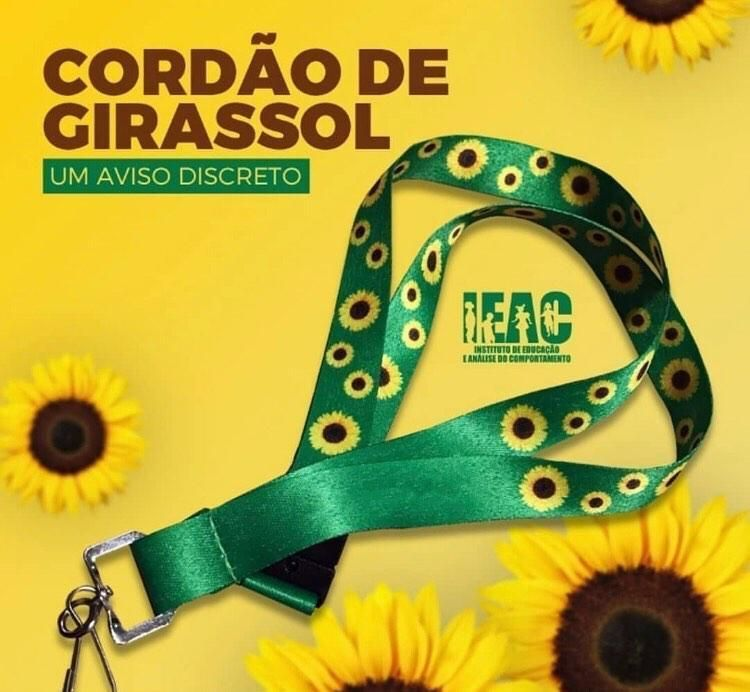 CORDÃO DE
GIRASSOL
UM AVISO DISCRETO
IEAC
INSTITUTO DE EDUCAÇÃO
E ANÁLISE DO COMPORTAMENTO